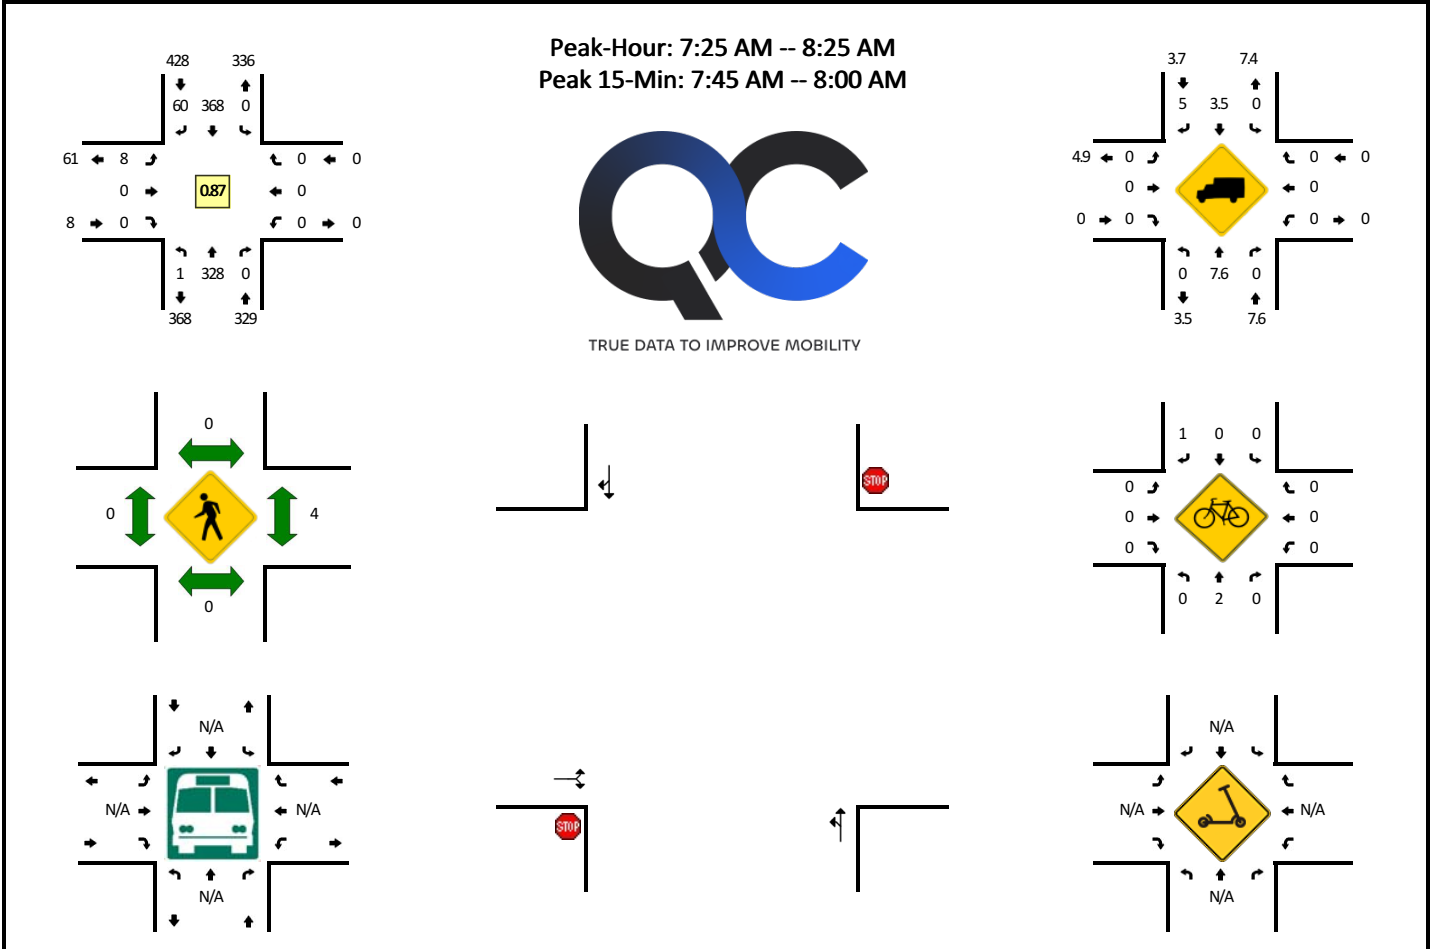 Peak-Hour: 7:25 AM -- 8:25 AM
Peak 15-Min: 7:45 AM -- 8:00 AM
428 336
60 368 0
61 8 0 0
0 0.87 0
8 0 0 0
1 328 0
368 329
QC
TRUE DATA TO IMPROVE MOBILITY
3.7 7.4
5 3.5 0
4.9 0 0 0
0 0
0 0 0 0
0 7.6 0
3.5 7.6
0
0 4
0
STOP
STOP
1 0 0
0 0
0 0
0 0
0 2 0
N/A
N/A N/A
N/A
N/A
N/A N/A
N/A